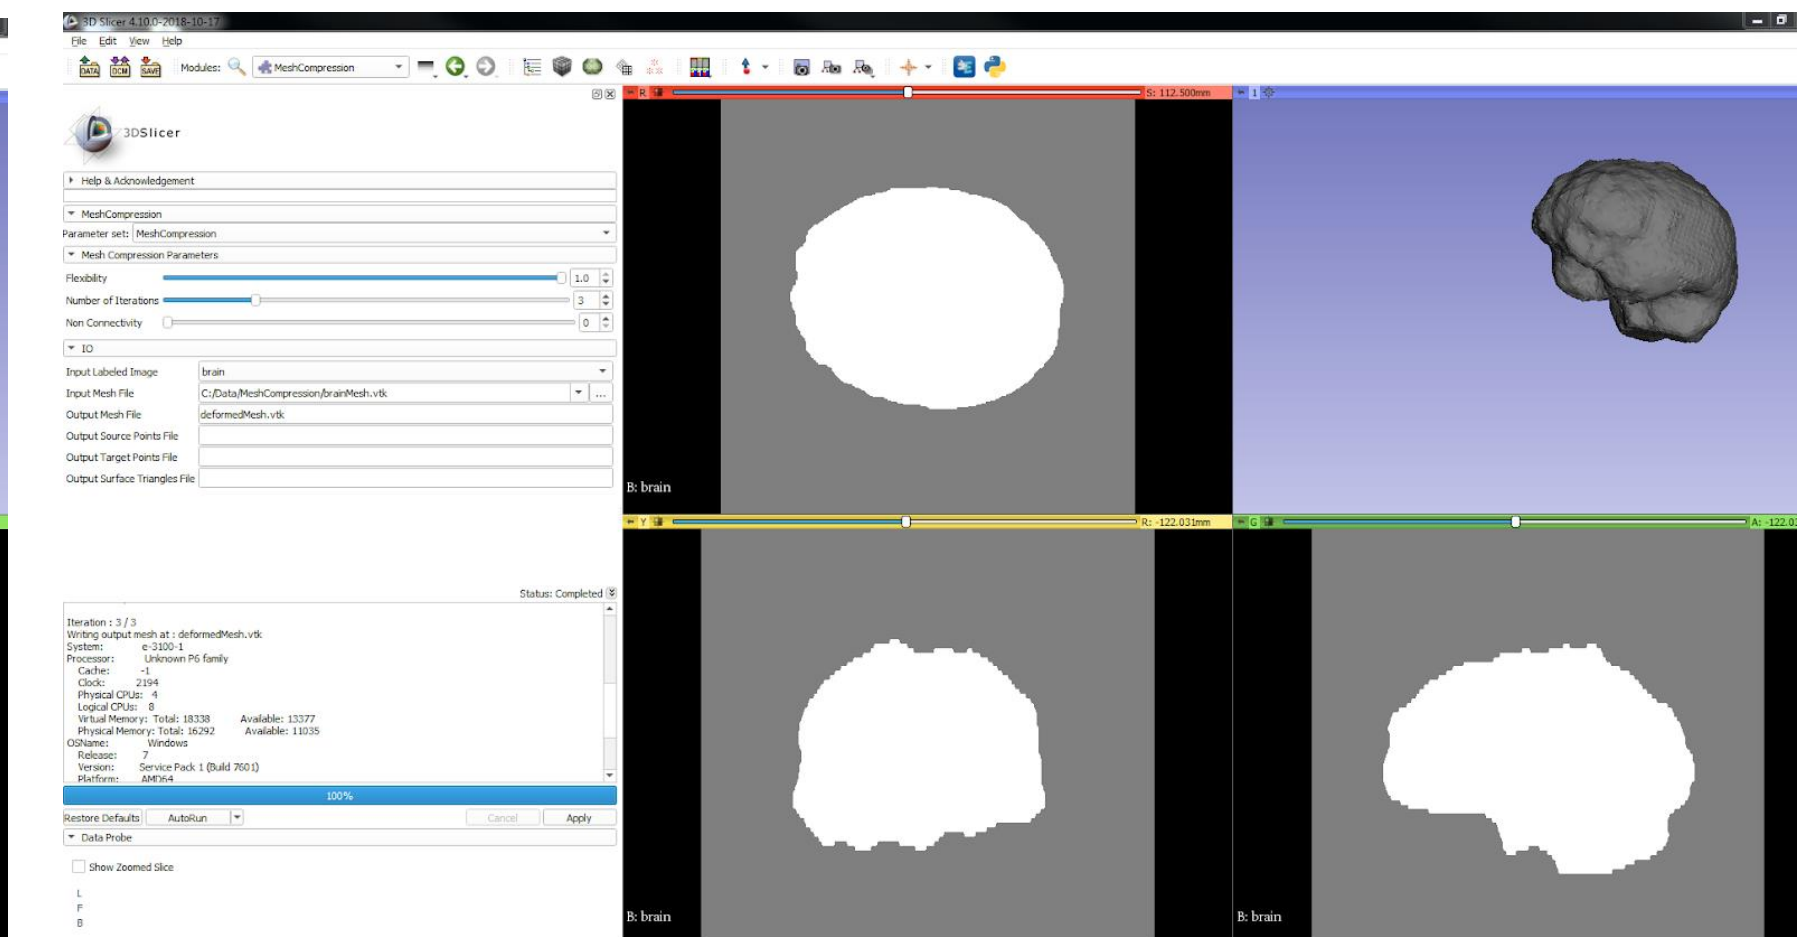 3D Slicer 4.10.0-2018-10-17
File Edit View Help
DATA DCM SAVE Modules: MeshCompression
R S: 112.500mm
1
3DSlicer
Help & Acknowledgement
MeshCompression
Parameter set: MeshCompression
Mesh Compression Parameters
Flexibility 1.0
Number of Iterations 3
Non Connectivity 0
IO
Input Labeled Image brain
Input Mesh File C:/Data/MeshCompression/brainMesh.vtk ...
Output Mesh File deformedMesh.vtk
Output Source Points File
Output Target Points File
Output Surface Triangles File
B: brain
Y R: -122.031mm
G A: -122.0
Status: Completed
Iteration : 3 / 3
Writing output mesh at : deformedMesh.vtk
System: e-3100-1
Processor: Unknown P6 family
Cache: -1
Clock: 2194
Physical CPUs: 4
Logical CPUs: 8
Virtual Memory: Total: 18338 Available: 13377
Physical Memory: Total: 16292 Available: 11035
OSName: Windows
Release: 7
Version: Service Pack 1 (Build 7601)
Platform: AMD64
100%
Restore Defaults AutoRun Cancel Apply
Data Probe
Show Zoomed Slice
L
F
B
B: brain
B: brain